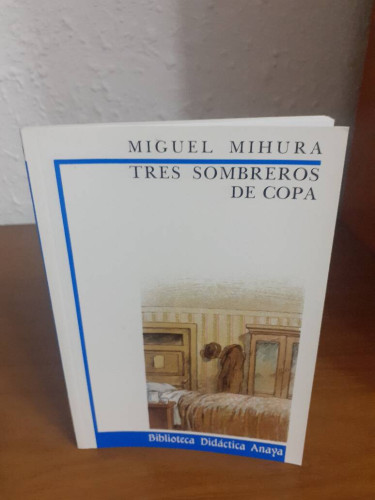 MIGUEL MIHURA
TRES SOMBREROS
DE COPA
Biblioteca Didáctica Anaya